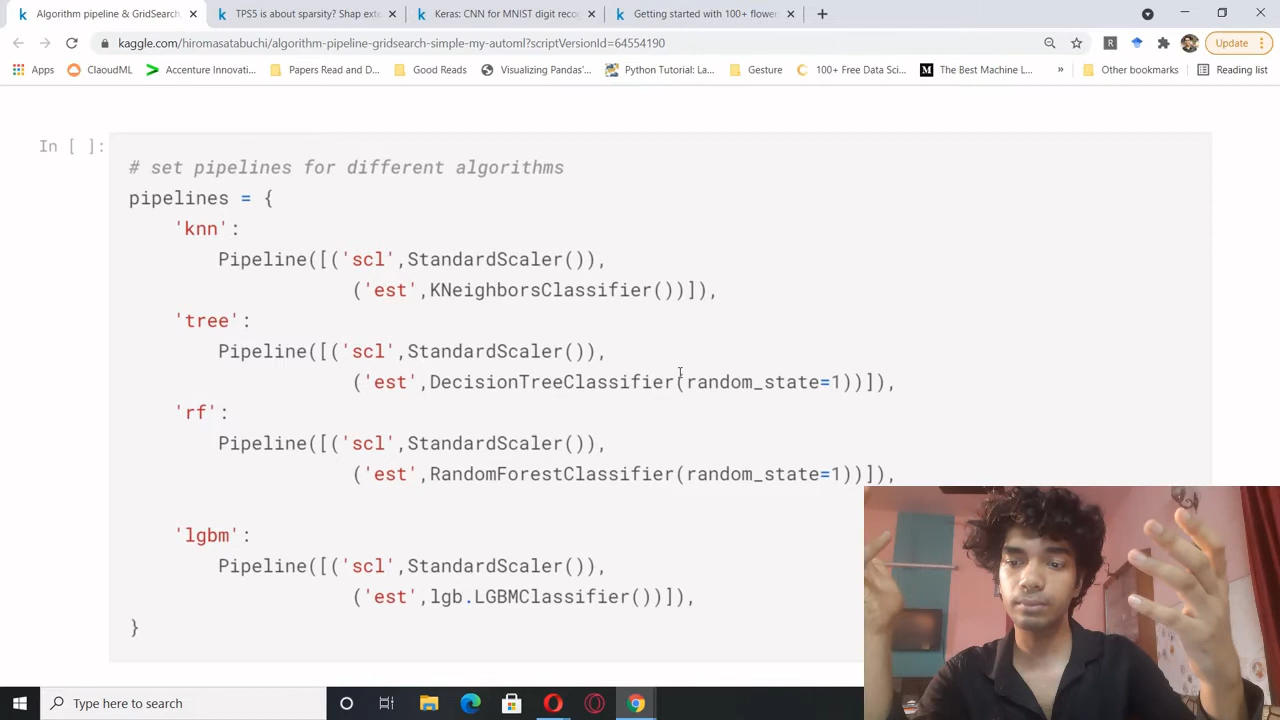 Algorithm pipeline & GridSearch
TPS5 is about sparsity? Shap ext
Keras: CNN for MNIST digit reco
Getting started with 100+ flower
kaggle.com/hiromasatabuchi/algorithm-pipeline-gridsearch-simple-my-automl?scriptVersionId=64554190
Update
Apps
ClaoudML
Accenture Innovati...
Papers Read and D...
Good Reads
Visualizing Pandas'...
Python Tutorial: La...
Gesture
100+ Free Data Sci...
The Best Machine L...
»
Other bookmarks
Reading list
In [ ]:
# set pipelines for different algorithms
pipelines = {
'knn':
Pipeline([('scl',StandardScaler()),
('est',KNeighborsClassifier())]),
'tree':
Pipeline([('scl',StandardScaler()),
('est',DecisionTreeClassifier(random_state=1))]),
'rf':
Pipeline([('scl',StandardScaler()),
('est',RandomForestClassifier(random_state=1))]),
'lgbm':
Pipeline([('scl',StandardScaler()),
('est',lgb.LGBMClassifier())]),
}
Type here to search